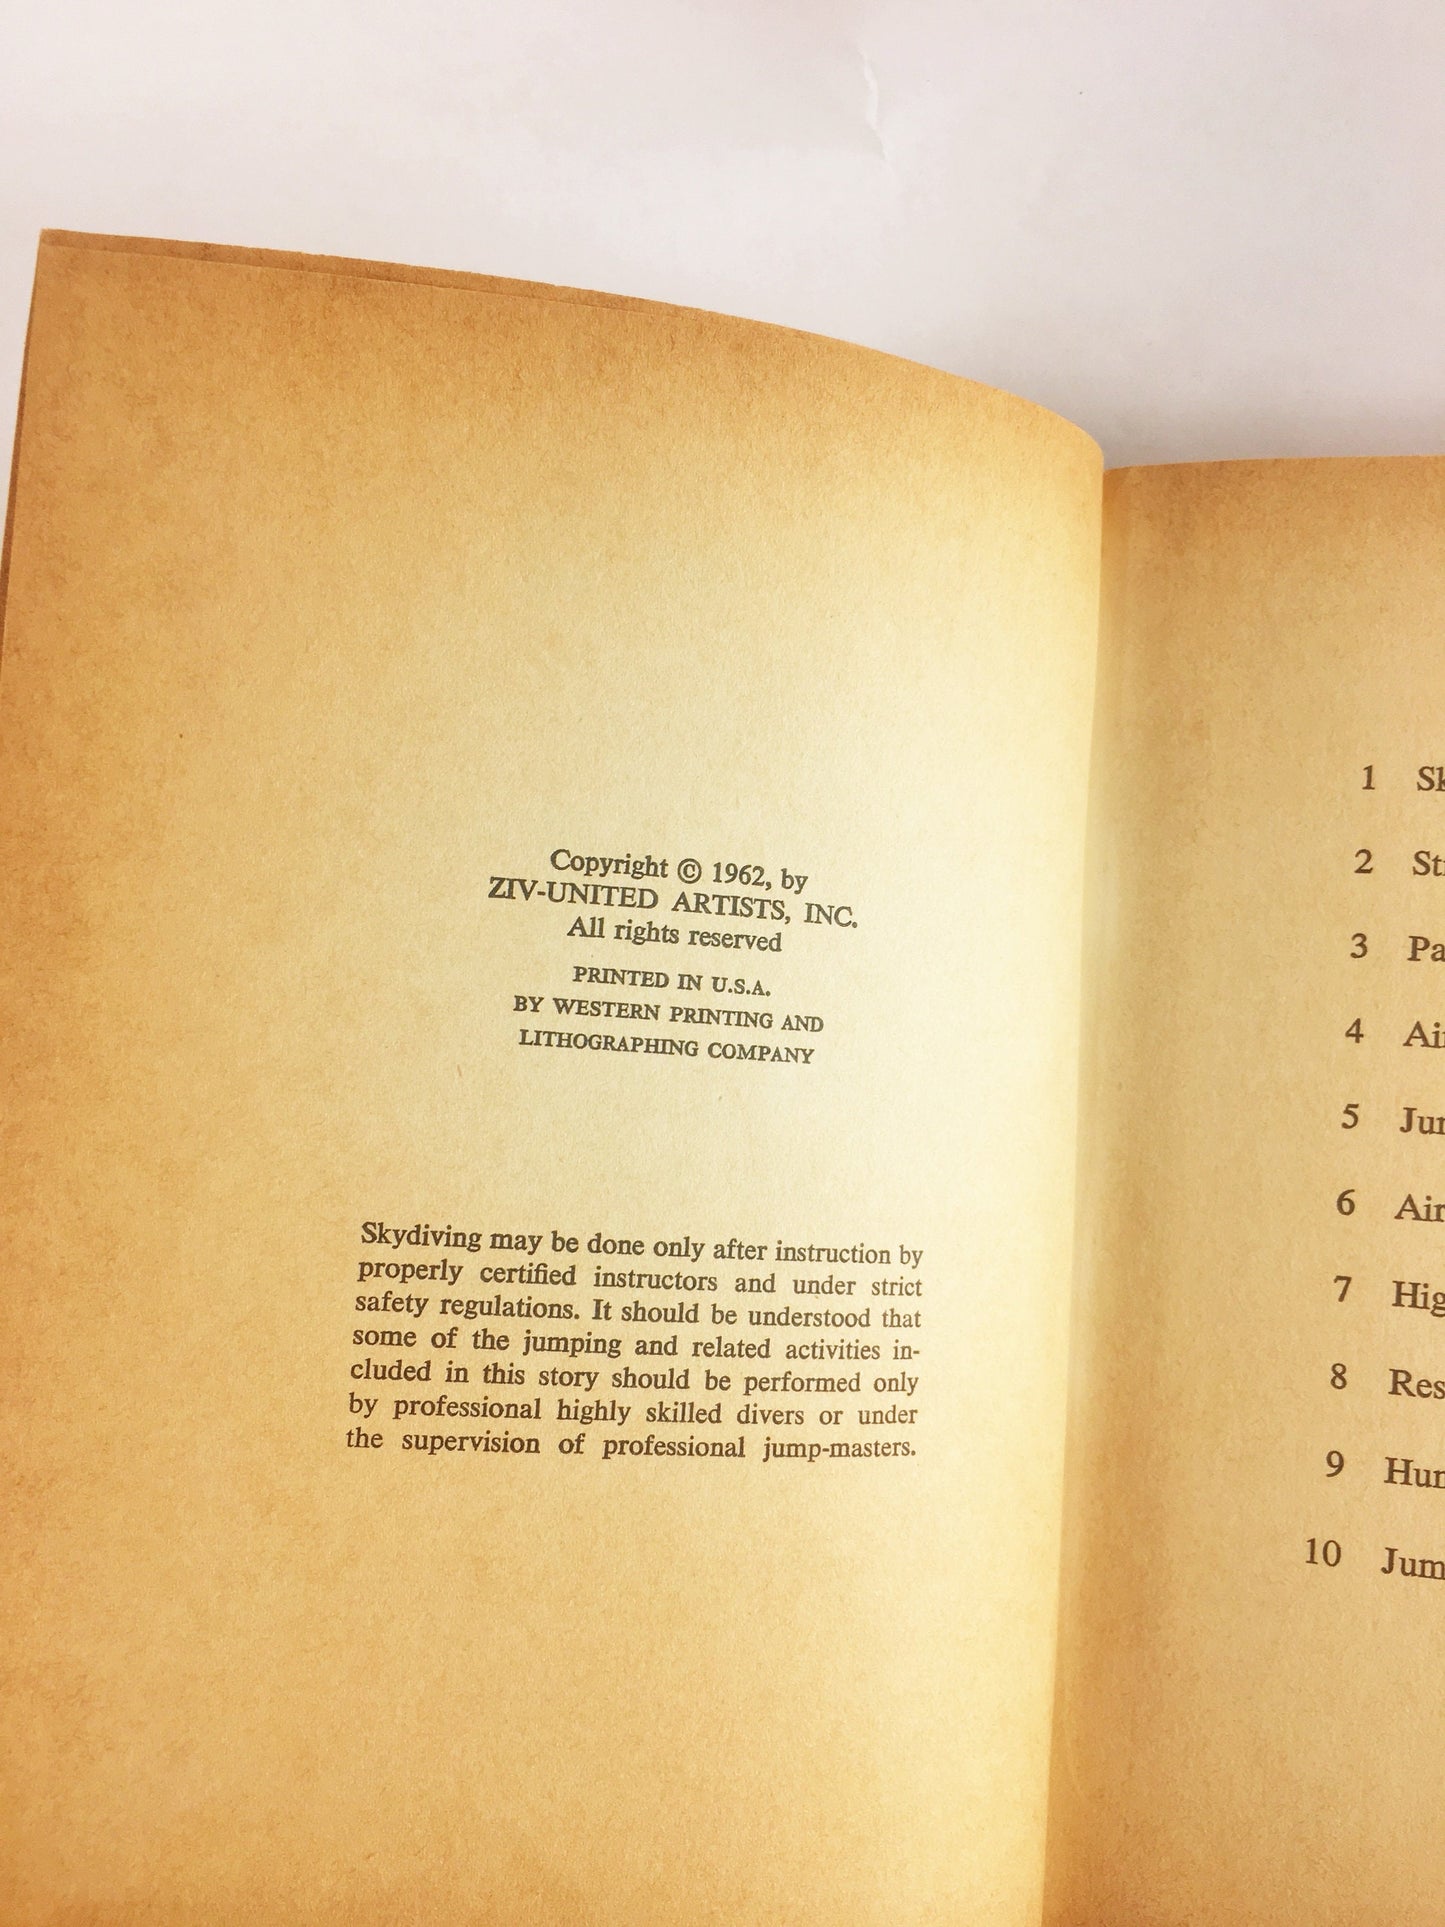 Copyright © 1962, by
ZIV-UNITED ARTISTS, INC.
All rights reserved
PRINTED IN U.S.A.
BY WESTERN PRINTING AND
LITHOGRAPHING COMPANY
Skydiving may be done only after instruction by
properly certified instructors and under strict
safety regulations. It should be understood that
some of the jumping and related activities in-
cluded in this story should be performed only
by professional highly skilled divers or under
the supervision of professional jump-masters.
1
2
3
4
5
6
7
8
9
10